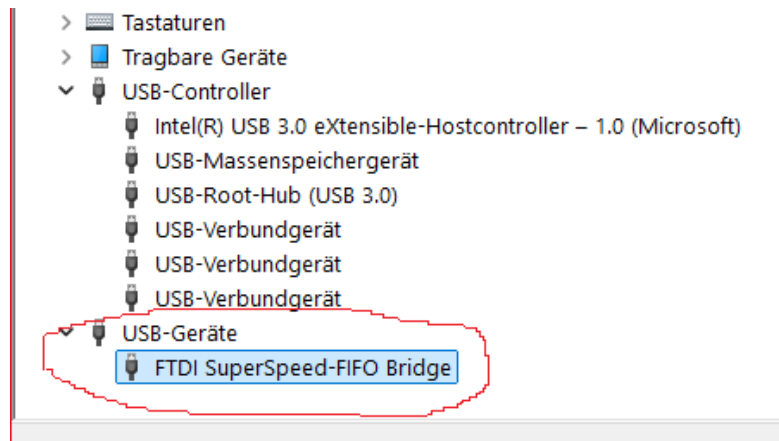 Tastaturen
Tragbare Geräte
USB-Controller
Intel(R) USB 3.0 eXtensible-Hostcontroller – 1.0 (Microsoft)
USB-Massenspeichergerät
USB-Root-Hub (USB 3.0)
USB-Verbundgerät
USB-Verbundgerät
USB-Verbundgerät
USB-Geräte
FTDI SuperSpeed-FIFO Bridge